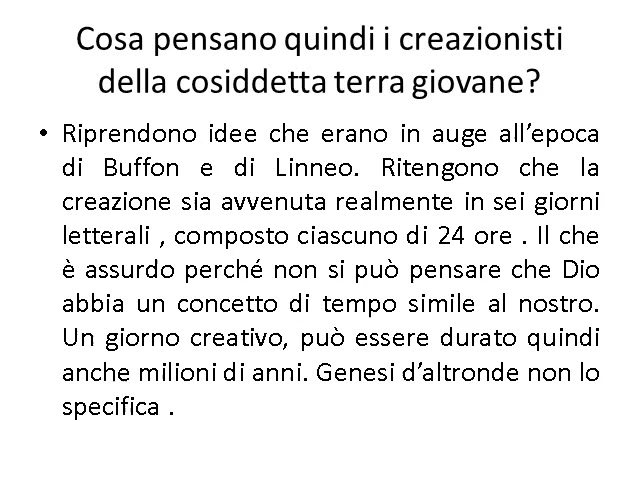 Cosa pensano quindi i creazionisti
della cosiddetta terra giovane?
• Riprendono idee che erano in auge all'epoca
di Buffon e di Linneo. Ritengono che la
creazione sia avvenuta realmente in sei giorni
letterali , composto ciascuno di 24 ore . Il che
è assurdo perché non si può pensare che Dio
abbia un concetto di tempo simile al nostro.
Un giorno creativo, può essere durato quindi
anche milioni di anni. Genesi d'altronde non lo
specifica .